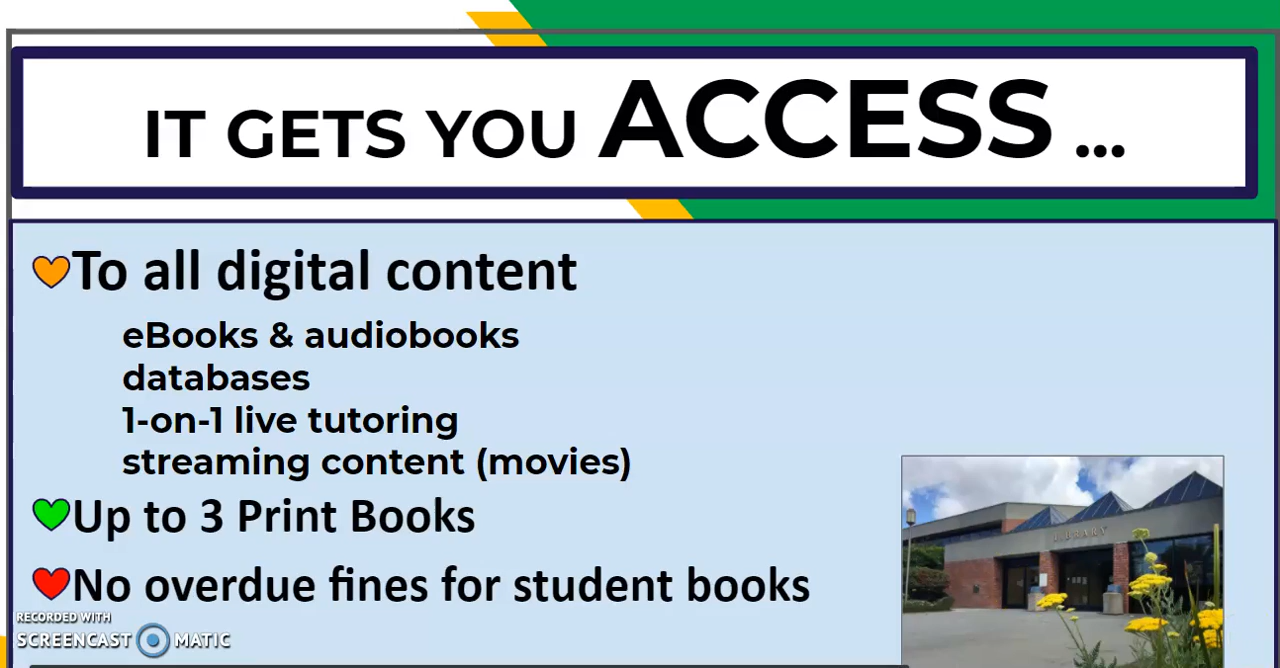 IT GETS YOU ACCESS ...
To all digital content
eBooks & audiobooks
databases
1-on-1 live tutoring
streaming content (movies)
Up to 3 Print Books
LIBRARY
No overdue fines for student books
RECORDED WITH
SCREENCAST MATIC